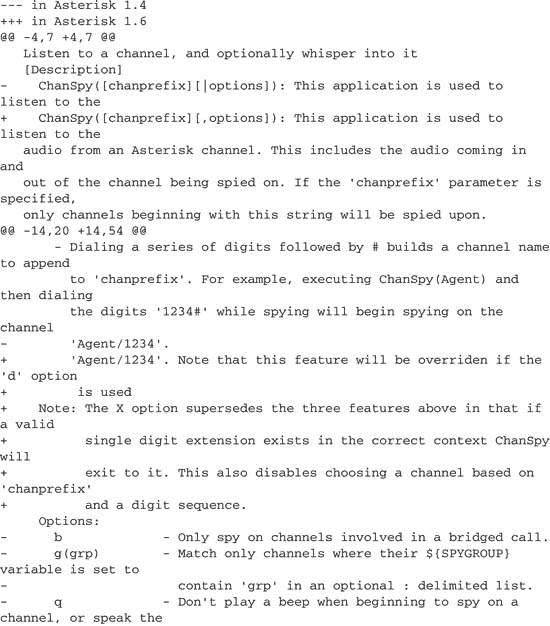 --- in Asterisk 1.4
+++ in Asterisk 1.6
@@ -4,7 +4,7 @@
Listen to a channel, and optionally whisper into it
[Description]
- ChanSpy([chanprefix][|options]): This application is used to
listen to the
+ ChanSpy([chanprefix][,options]): This application is used to
listen to the
audio from an Asterisk channel. This includes the audio coming in
and
out of the channel being spied on. If the 'chanprefix' parameter is
specified,
only channels beginning with this string will be spied upon.
@@ -14,20 +14,54 @@
- Dialing a series of digits followed by # builds a channel name
to append
to 'chanprefix'. For example, executing ChanSpy(Agent) and
then dialing
the digits '1234#' while spying will begin spying on the
channel
- 'Agent/1234'.
+ 'Agent/1234'. Note that this feature will be overriden if the
'd' option
+ is used
+ Note: The X option supersedes the three features above in that if
a valid
+ single digit extension exists in the correct context ChanSpy
will
+ exit to it. This also disables choosing a channel based on
'chanprefix'
+ and a digit sequence.
Options:
- b - Only spy on channels involved in a bridged call.
- g(grp) - Match only channels where their ${SPYGROUP}
variable is set to
- contain 'grp' in an optional : delimited list.
- q - Don't play a beep when beginning to spy on a
channel, or speak the